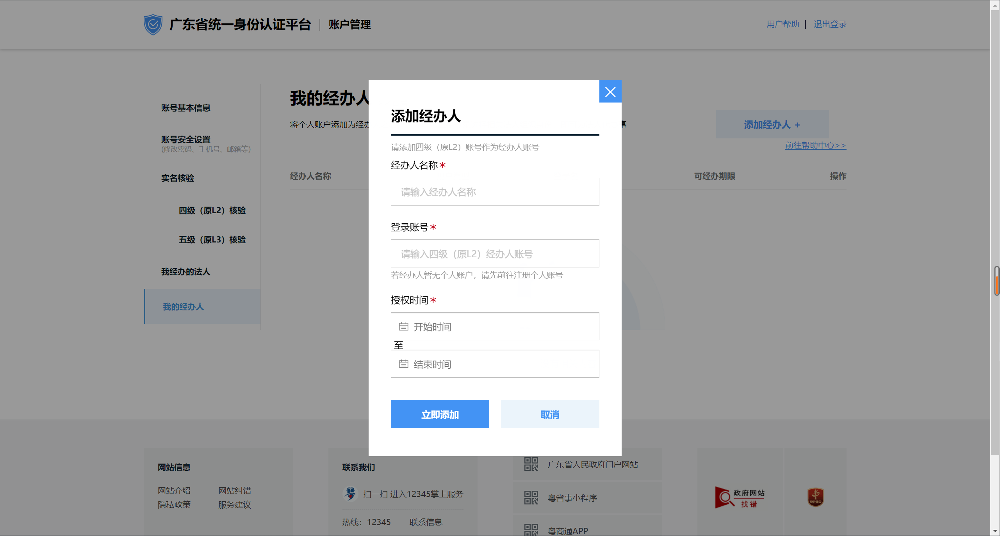 广东省统一身份认证平台 | 账户管理
用户帮助 | 退出登录
账号基本信息
账号安全设置
(修改密码、手机号、邮箱等)
实名核验
四级（原L2）核验
五级（原L3）核验
我经办的法人
我的经办人
我的经办人
将个人账户添加为经办
事
添加经办人 +
前往帮助中心>>
经办人名称
可经办期限
操作
添加经办人
请添加四级（原L2）账号作为经办人账号
经办人名称*
请输入经办人名称
登录账号*
请输入四级（原L2）经办人账号
若经办人暂无个人账户，请先前往注册个人账号
授权时间*
开始时间
至
结束时间
立即添加
取消
网站信息
网站介绍
网站纠错
隐私政策
服务建议
联系我们
扫一扫 进入12345掌上服务
热线：12345
联系信息
广东省人民政府门户网站
粤省事小程序
粤商通APP
政府网站
找错
党政机关